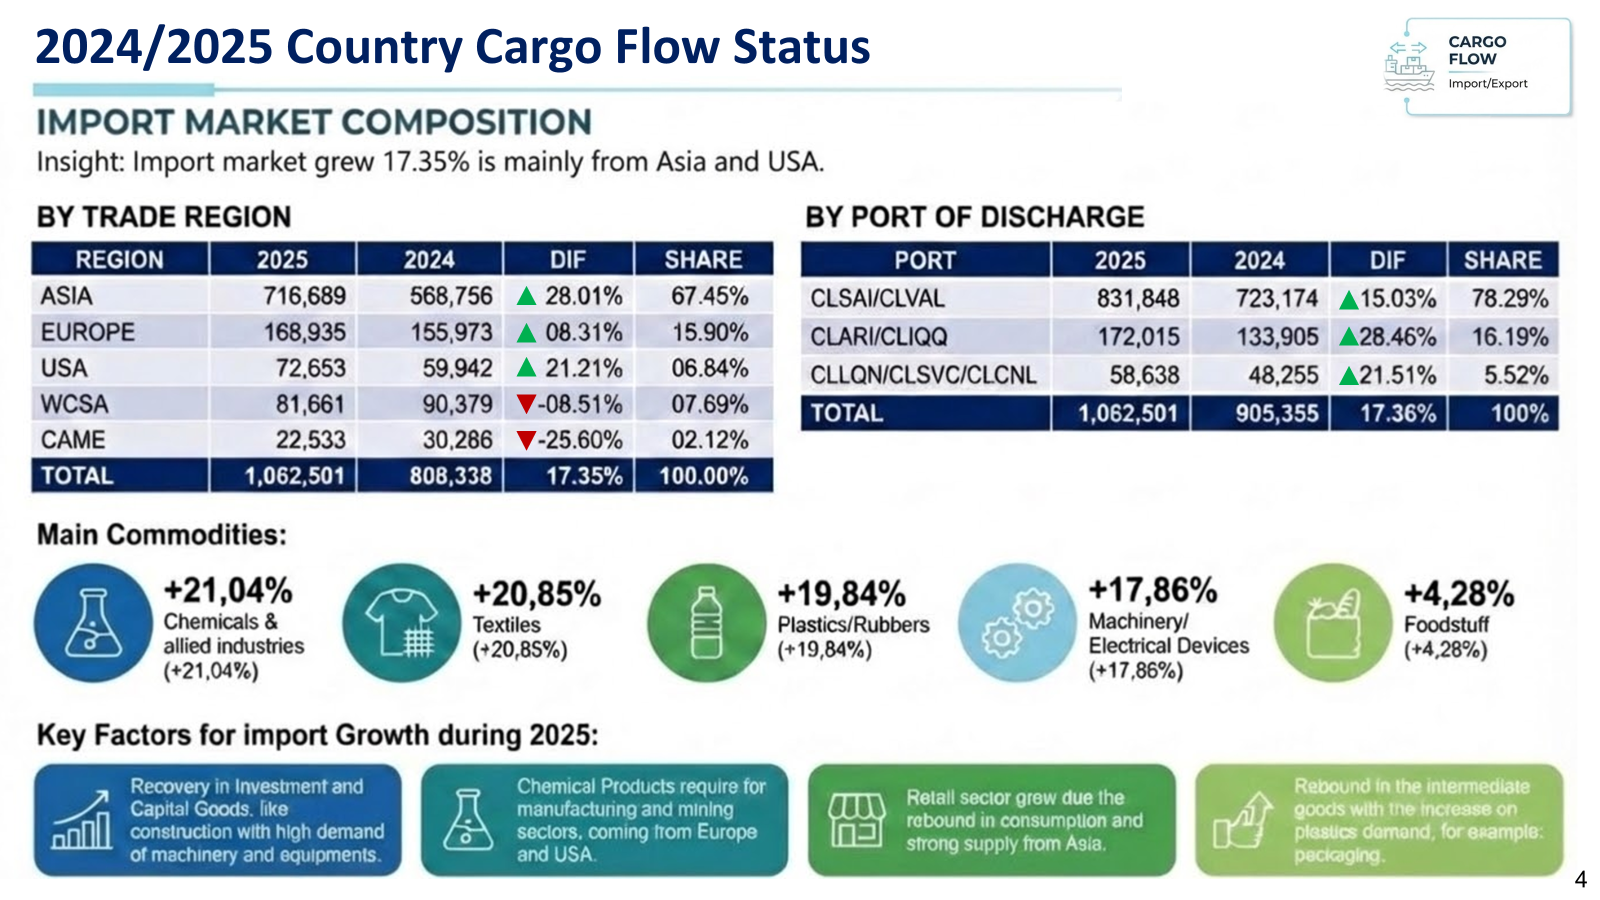 2024/2025 Country Cargo Flow Status
CARGO
FLOW
Import/Export
IMPORT MARKET COMPOSITION
Insight: Import market grew 17.35% is mainly from Asia and USA.
BY TRADE REGION
REGION 2025 2024 DIF SHARE
ASIA 716,689 568,756 ▲ 28.01% 67.45%
EUROPE 168,935 155,973 ▲ 08.31% 15.90%
USA 72,653 59,942 ▲ 21.21% 06.84%
WCSA 81,661 90,379 ▼ -08.51% 07.69%
CAME 22,533 30,286 ▼ -25.60% 02.12%
TOTAL 1,062,501 808,338 17.35% 100.00%
BY PORT OF DISCHARGE
PORT 2025 2024 DIF SHARE
CLSAI/CLVAL 831,848 723,174 ▲ 15.03% 78.29%
CLARI/CLIQQ 172,015 133,905 ▲ 28.46% 16.19%
CLLQN/CLSVC/CLCNL 58,638 48,255 ▲ 21.51% 5.52%
TOTAL 1,062,501 905,355 17.36% 100%
Main Commodities:
+21,04%
Chemicals &
allied industries
(+21,04%)
+20,85%
Textiles
(+20,85%)
+19,84%
Plastics/Rubbers
(+19,84%)
+17,86%
Machinery/
Electrical Devices
(+17,86%)
+4,28%
Foodstuff
(+4,28%)
Key Factors for import Growth during 2025:
Recovery in Investment and
Capital Goods, like
construction with high demand
of machinery and equipments.
Chemical Products require for
manufacturing and mining
sectors, coming from Europe
and USA.
Retail sector grew due the
rebound in consumption and
strong supply from Asia.
Rebound in the intermediate
goods with the increase on
plastics demand, for example:
packaging.
4